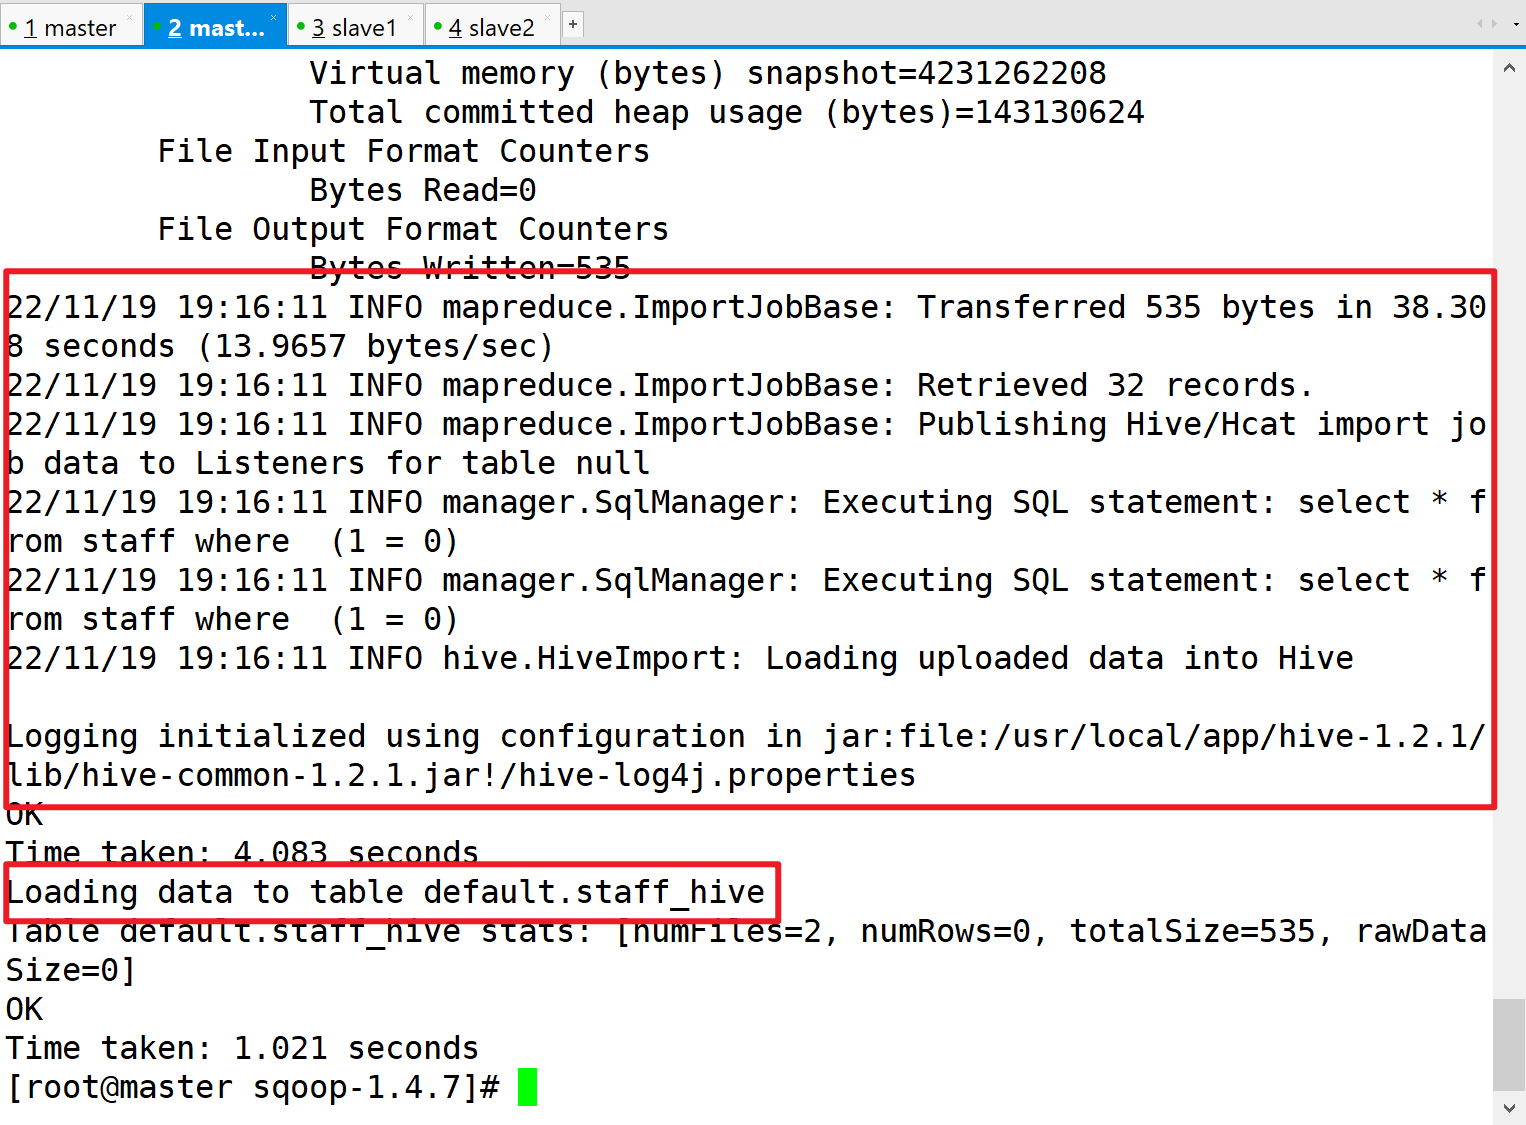 1 master 2 mast... 3 slave1 4 slave2 +
Virtual memory (bytes) snapshot=4231262208
Total committed heap usage (bytes)=143130624
File Input Format Counters
Bytes Read=0
File Output Format Counters
Bytes Written=535
22/11/19 19:16:11 INFO mapreduce.ImportJobBase: Transferred 535 bytes in 38.30
8 seconds (13.9657 bytes/sec)
22/11/19 19:16:11 INFO mapreduce.ImportJobBase: Retrieved 32 records.
22/11/19 19:16:11 INFO mapreduce.ImportJobBase: Publishing Hive/Hcat import jo
b data to Listeners for table null
22/11/19 19:16:11 INFO manager.SqlManager: Executing SQL statement: select * f
rom staff where  (1 = 0)
22/11/19 19:16:11 INFO manager.SqlManager: Executing SQL statement: select * f
rom staff where  (1 = 0)
22/11/19 19:16:11 INFO hive.HiveImport: Loading uploaded data into Hive
Logging initialized using configuration in jar:file:/usr/local/app/hive-1.2.1/
lib/hive-common-1.2.1.jar!/hive-log4j.properties
OK
Time taken: 4.083 seconds
Loading data to table default.staff_hive
Table default.staff_hive stats: [numFiles=2, numRows=0, totalSize=535, rawData
Size=0]
OK
Time taken: 1.021 seconds
[root@master sqoop-1.4.7]#